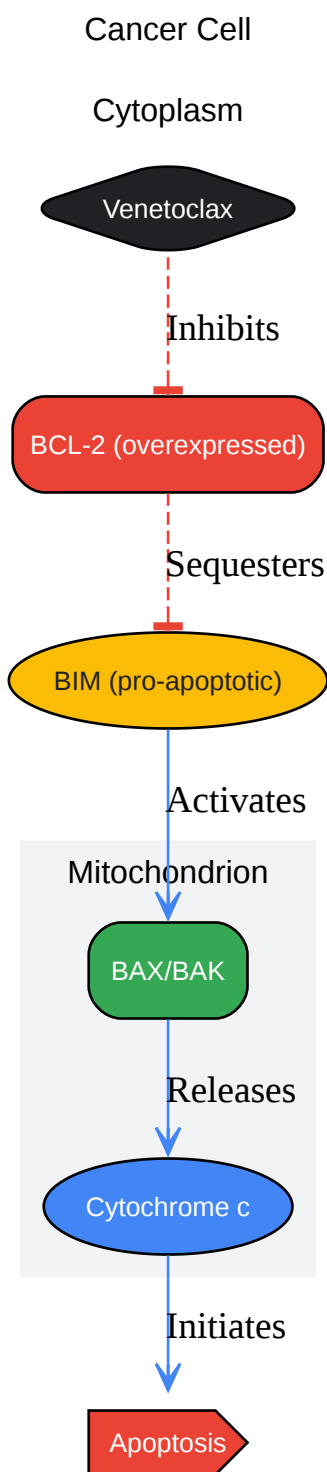 Cancer Cell
Cytoplasm
Venetoclax
Inhibits
BCL-2 (overexpressed)
Sequesters
BIM (pro-apoptotic)
Activates
Mitochondrion
BAX/BAK
Releases
Cytochrome c
Initiates
Apoptosis